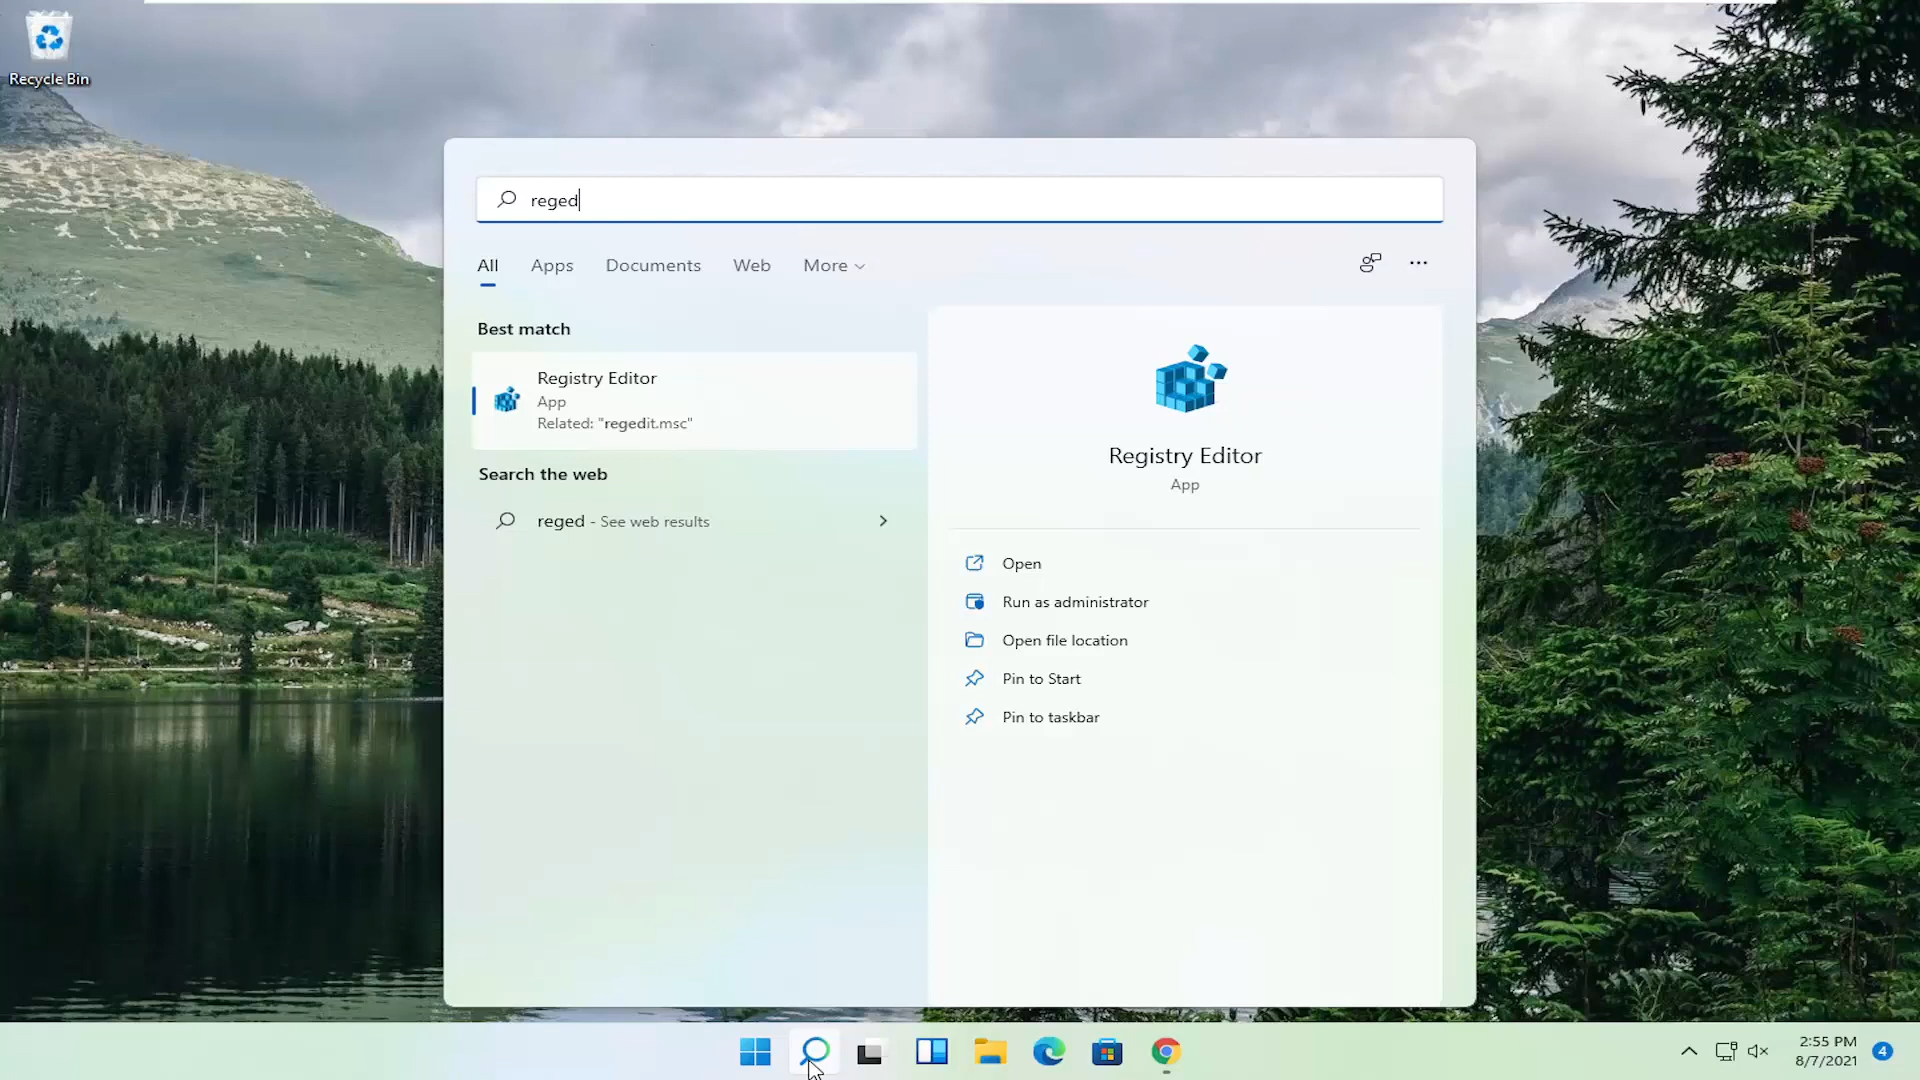 Recycle Bin
reged
All Apps Documents Web More
Best match
Registry Editor
App
Related: "regedit.msc"
Search the web
reged - See web results
Registry Editor
App
Open
Run as administrator
Open file location
Pin to Start
Pin to taskbar
2:55 PM
8/7/2021
4